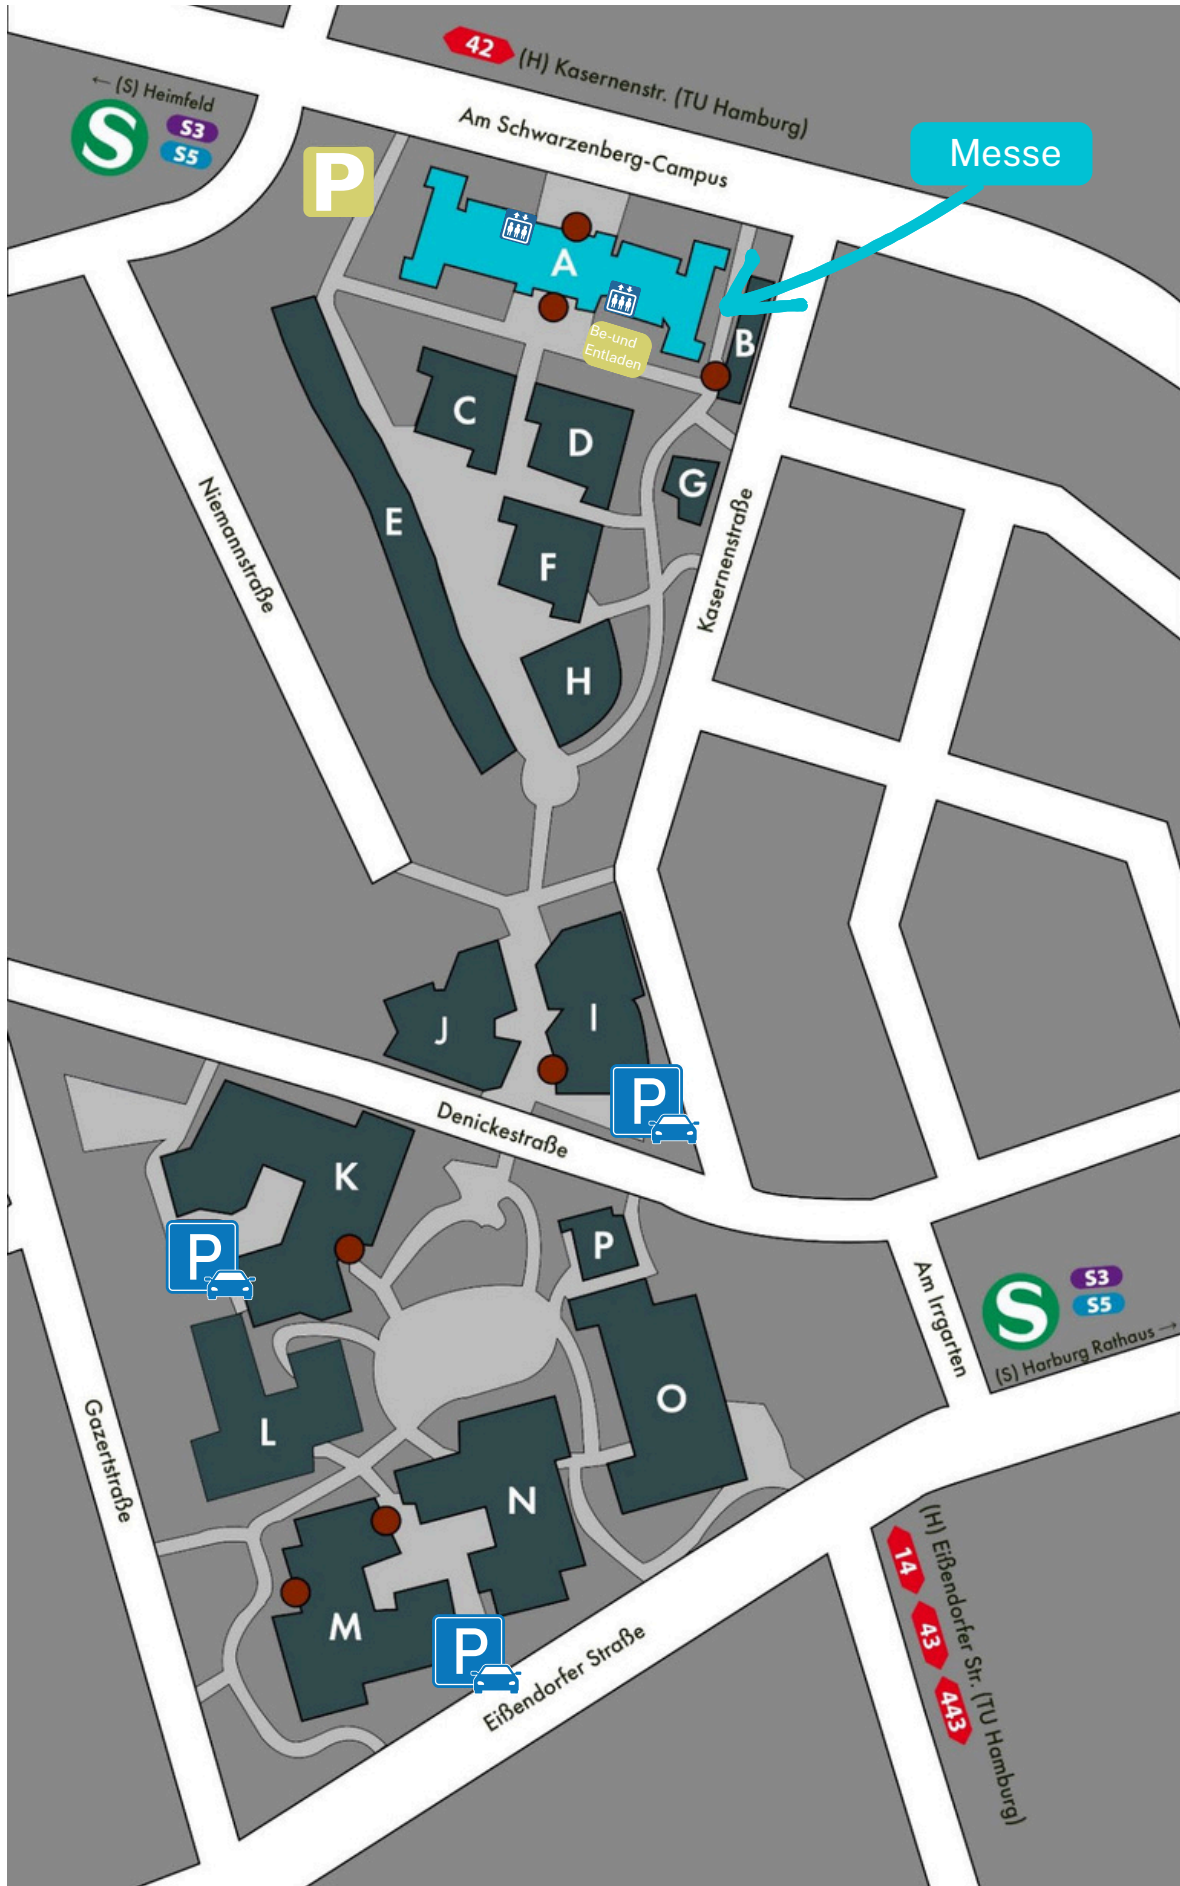 42
(H) Kasernenstr. (TU Hamburg)
← (S) Heimfeld
S
S3
S5
Am Schwarzenberg-Campus
Messe
P
A
Be-und
Entladen
B
C
D
G
E
F
H
Niemannstraße
Kasernenstraße
J
I
P
Denickestraße
K
P
P
Am Irrgarten
S
S3
S5
(S) Harburg Rathaus →
O
L
N
Gazertstraße
M
P
Eißendorfer Straße
14
43
443
(H) Eißendorfer Str. (TU Hamburg)